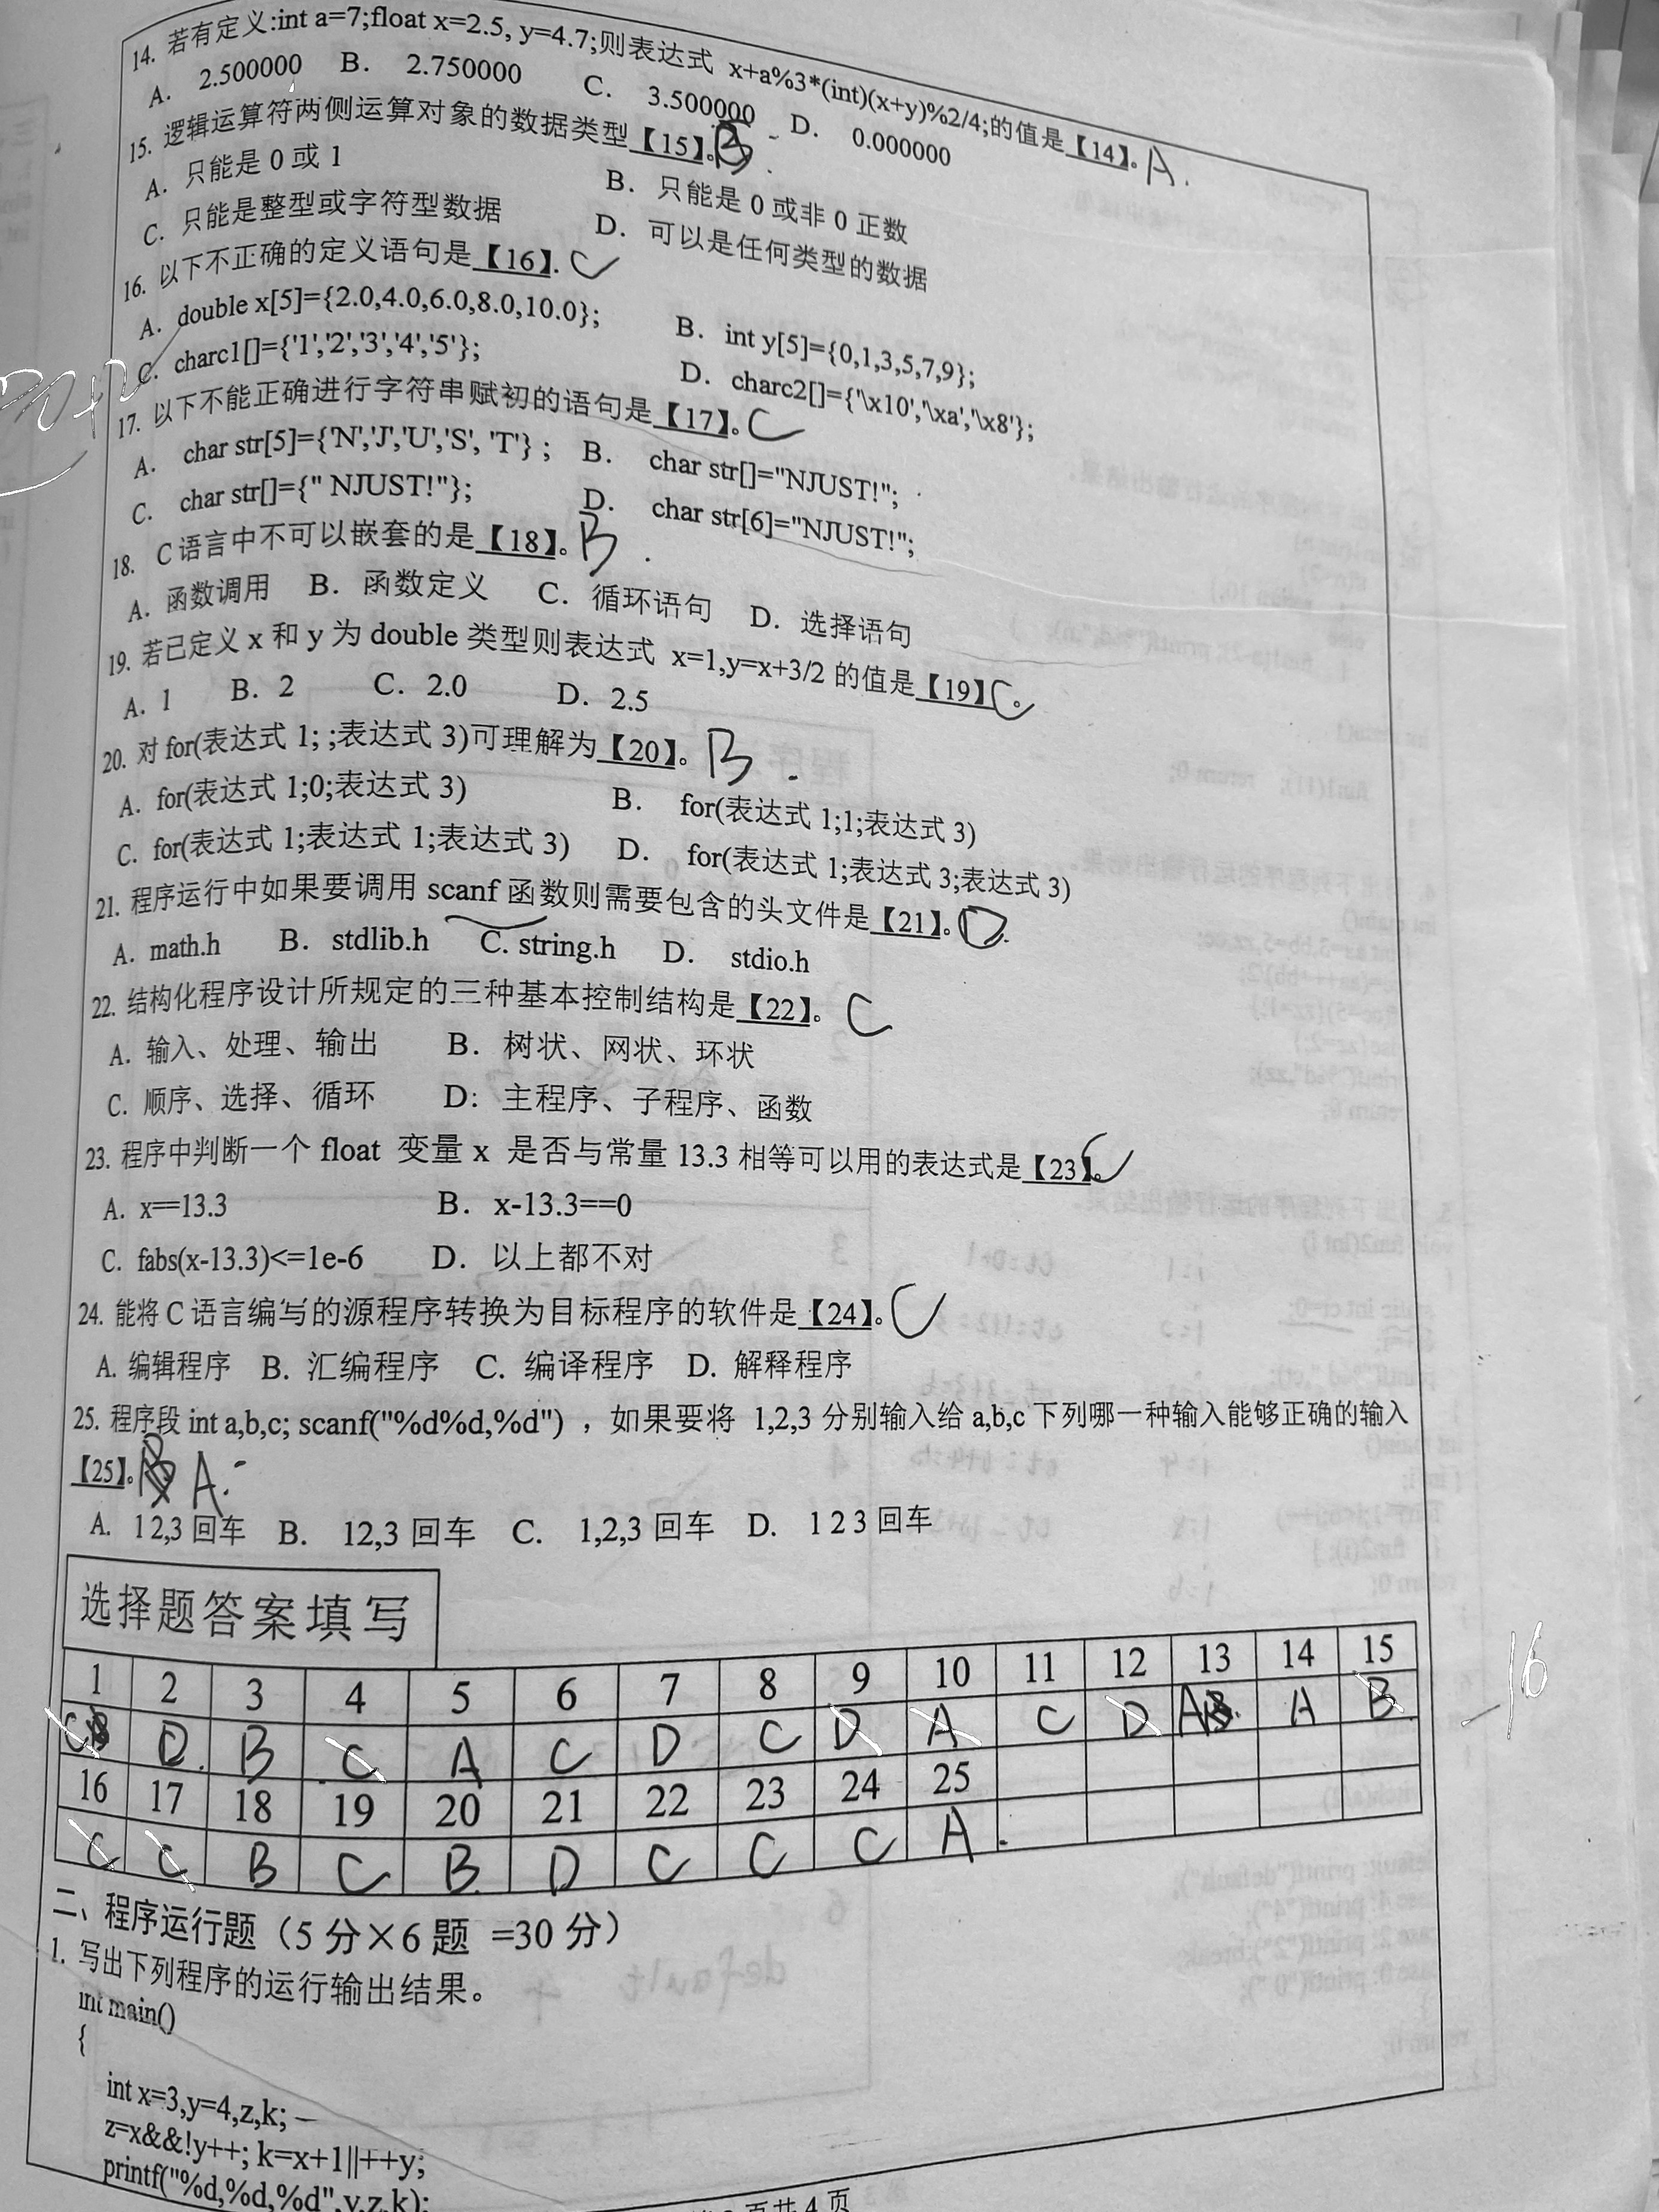 14. 若有定义:int a=7;float x=2.5, y=4.7;则表达式 x+a%3*(int)(x+y)%2/4;的值是【14】。A.
A. 2.500000 B. 2.750000 C. 3.500000 D. 0.000000
15. 逻辑运算符两侧运算对象的数据类型【15】。B
A. 只能是 0 或 1 B. 只能是 0 或非 0 正数
C. 只能是整型或字符型数据 D. 可以是任何类型的数据
16. 以下不正确的定义语句是【16】. C
A. double x[5]={2.0,4.0,6.0,8.0,10.0}; B. int y[5]={0,1,3,5,7,9};
C. charc1[]={'1','2','3','4','5'}; D. charc2[]={'\x10','\xa','\x8'};
17. 以下不能正确进行字符串赋初的语句是【17】。C
A. char str[5]={'N','J','U','S', 'T'} ; B. char str[]="NJUST!";
C. char str[]={" NJUST!"}; D. char str[6]="NJUST!";
18. C 语言中不可以嵌套的是【18】。B
A. 函数调用 B. 函数定义 C. 循环语句 D. 选择语句
19. 若已定义 x 和 y 为 double 类型则表达式 x=1,y=x+3/2 的值是【19】。C
A. 1 B. 2 C. 2.0 D. 2.5
20. 对 for(表达式 1; ;表达式 3)可理解为【20】。B
A. for(表达式 1;0;表达式 3) B. for(表达式 1;1;表达式 3)
C. for(表达式 1;表达式 1;表达式 3) D. for(表达式 1;表达式 3;表达式 3)
21. 程序运行中如果要调用 scanf 函数则需要包含的头文件是【21】。D.
A. math.h B. stdlib.h C. string.h D. stdio.h
22. 结构化程序设计所规定的三种基本控制结构是【22】。C
A. 输入、处理、输出 B. 树状、网状、环状
C. 顺序、选择、循环 D: 主程序、子程序、函数
23. 程序中判断一个 float 变量 x 是否与常量 13.3 相等可以用的表达式是【23】。C
A. x==13.3 B. x-13.3==0
C. fabs(x-13.3)<=1e-6 D. 以上都不对
24. 能将 C 语言编写的源程序转换为目标程序的软件是【24】。C
A. 编辑程序 B. 汇编程序 C. 编译程序 D. 解释程序
25. 程序段 int a,b,c; scanf("%d%d,%d") ，如果要将 1,2,3 分别输入给 a,b,c 下列哪一种输入能够正确的输入
【25】。A.
A. 1 2,3 回车 B. 12,3 回车 C. 1,2,3 回车 D. 1 2 3 回车
选择题答案填写
1 2 3 4 5 6 7 8 9 10 11 12 13 14 15
C D. B C A C D C D A C D A A B
16 17 18 19 20 21 22 23 24 25
C C B C B D C C C A.
-16
二、程序运行题（5 分×6 题 =30 分）
1. 写出下列程序的运行输出结果。
int main()
{
int x=3,y=4,z,k;
z=x&&!y++; k=x+1||++y;
printf("%d,%d,%d",y,z,k);
页共 4 页